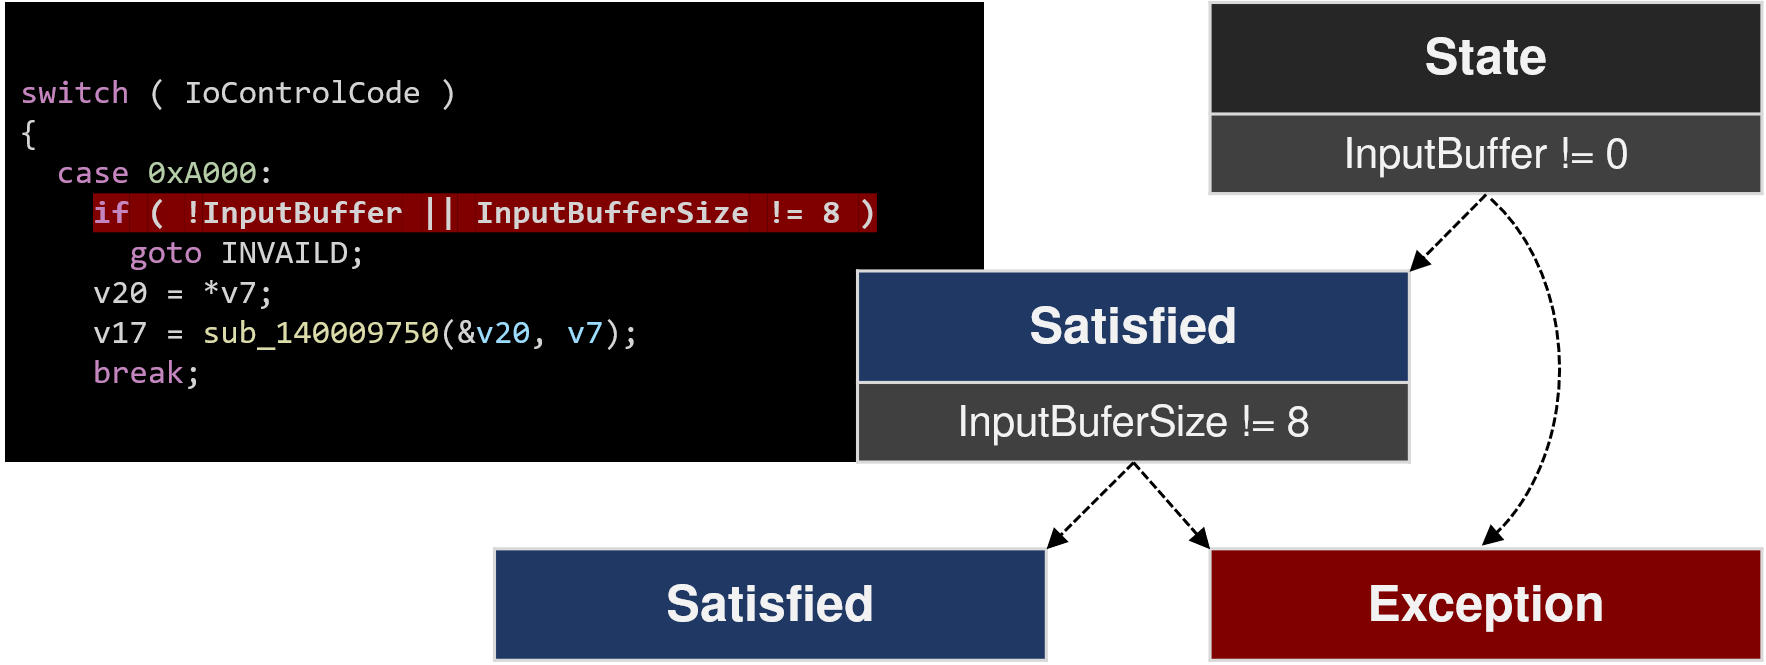 switch ( IoControlCode )
{
case 0xA000:
if ( !InputBuffer || InputBufferSize != 8 )
goto INVAILD;
v20 = *v7;
v17 = sub_140009750(&v20, v7);
break;
State
InputBuffer != 0
Satisfied
InputBuferSize != 8
Satisfied
Exception